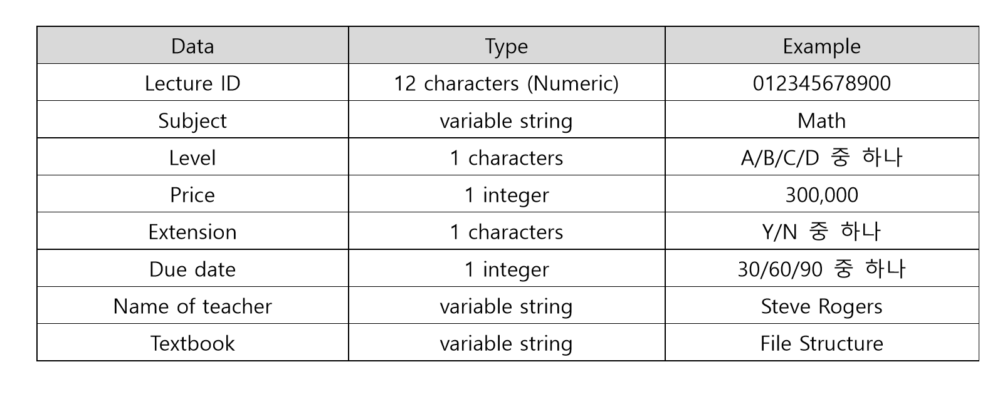 Data Type Example
Lecture ID 12 characters (Numeric) 012345678900
Subject variable string Math
Level 1 characters A/B/C/D 중 하나
Price 1 integer 300,000
Extension 1 characters Y/N 중 하나
Due date 1 integer 30/60/90 중 하나
Name of teacher variable string Steve Rogers
Textbook variable string File Structure